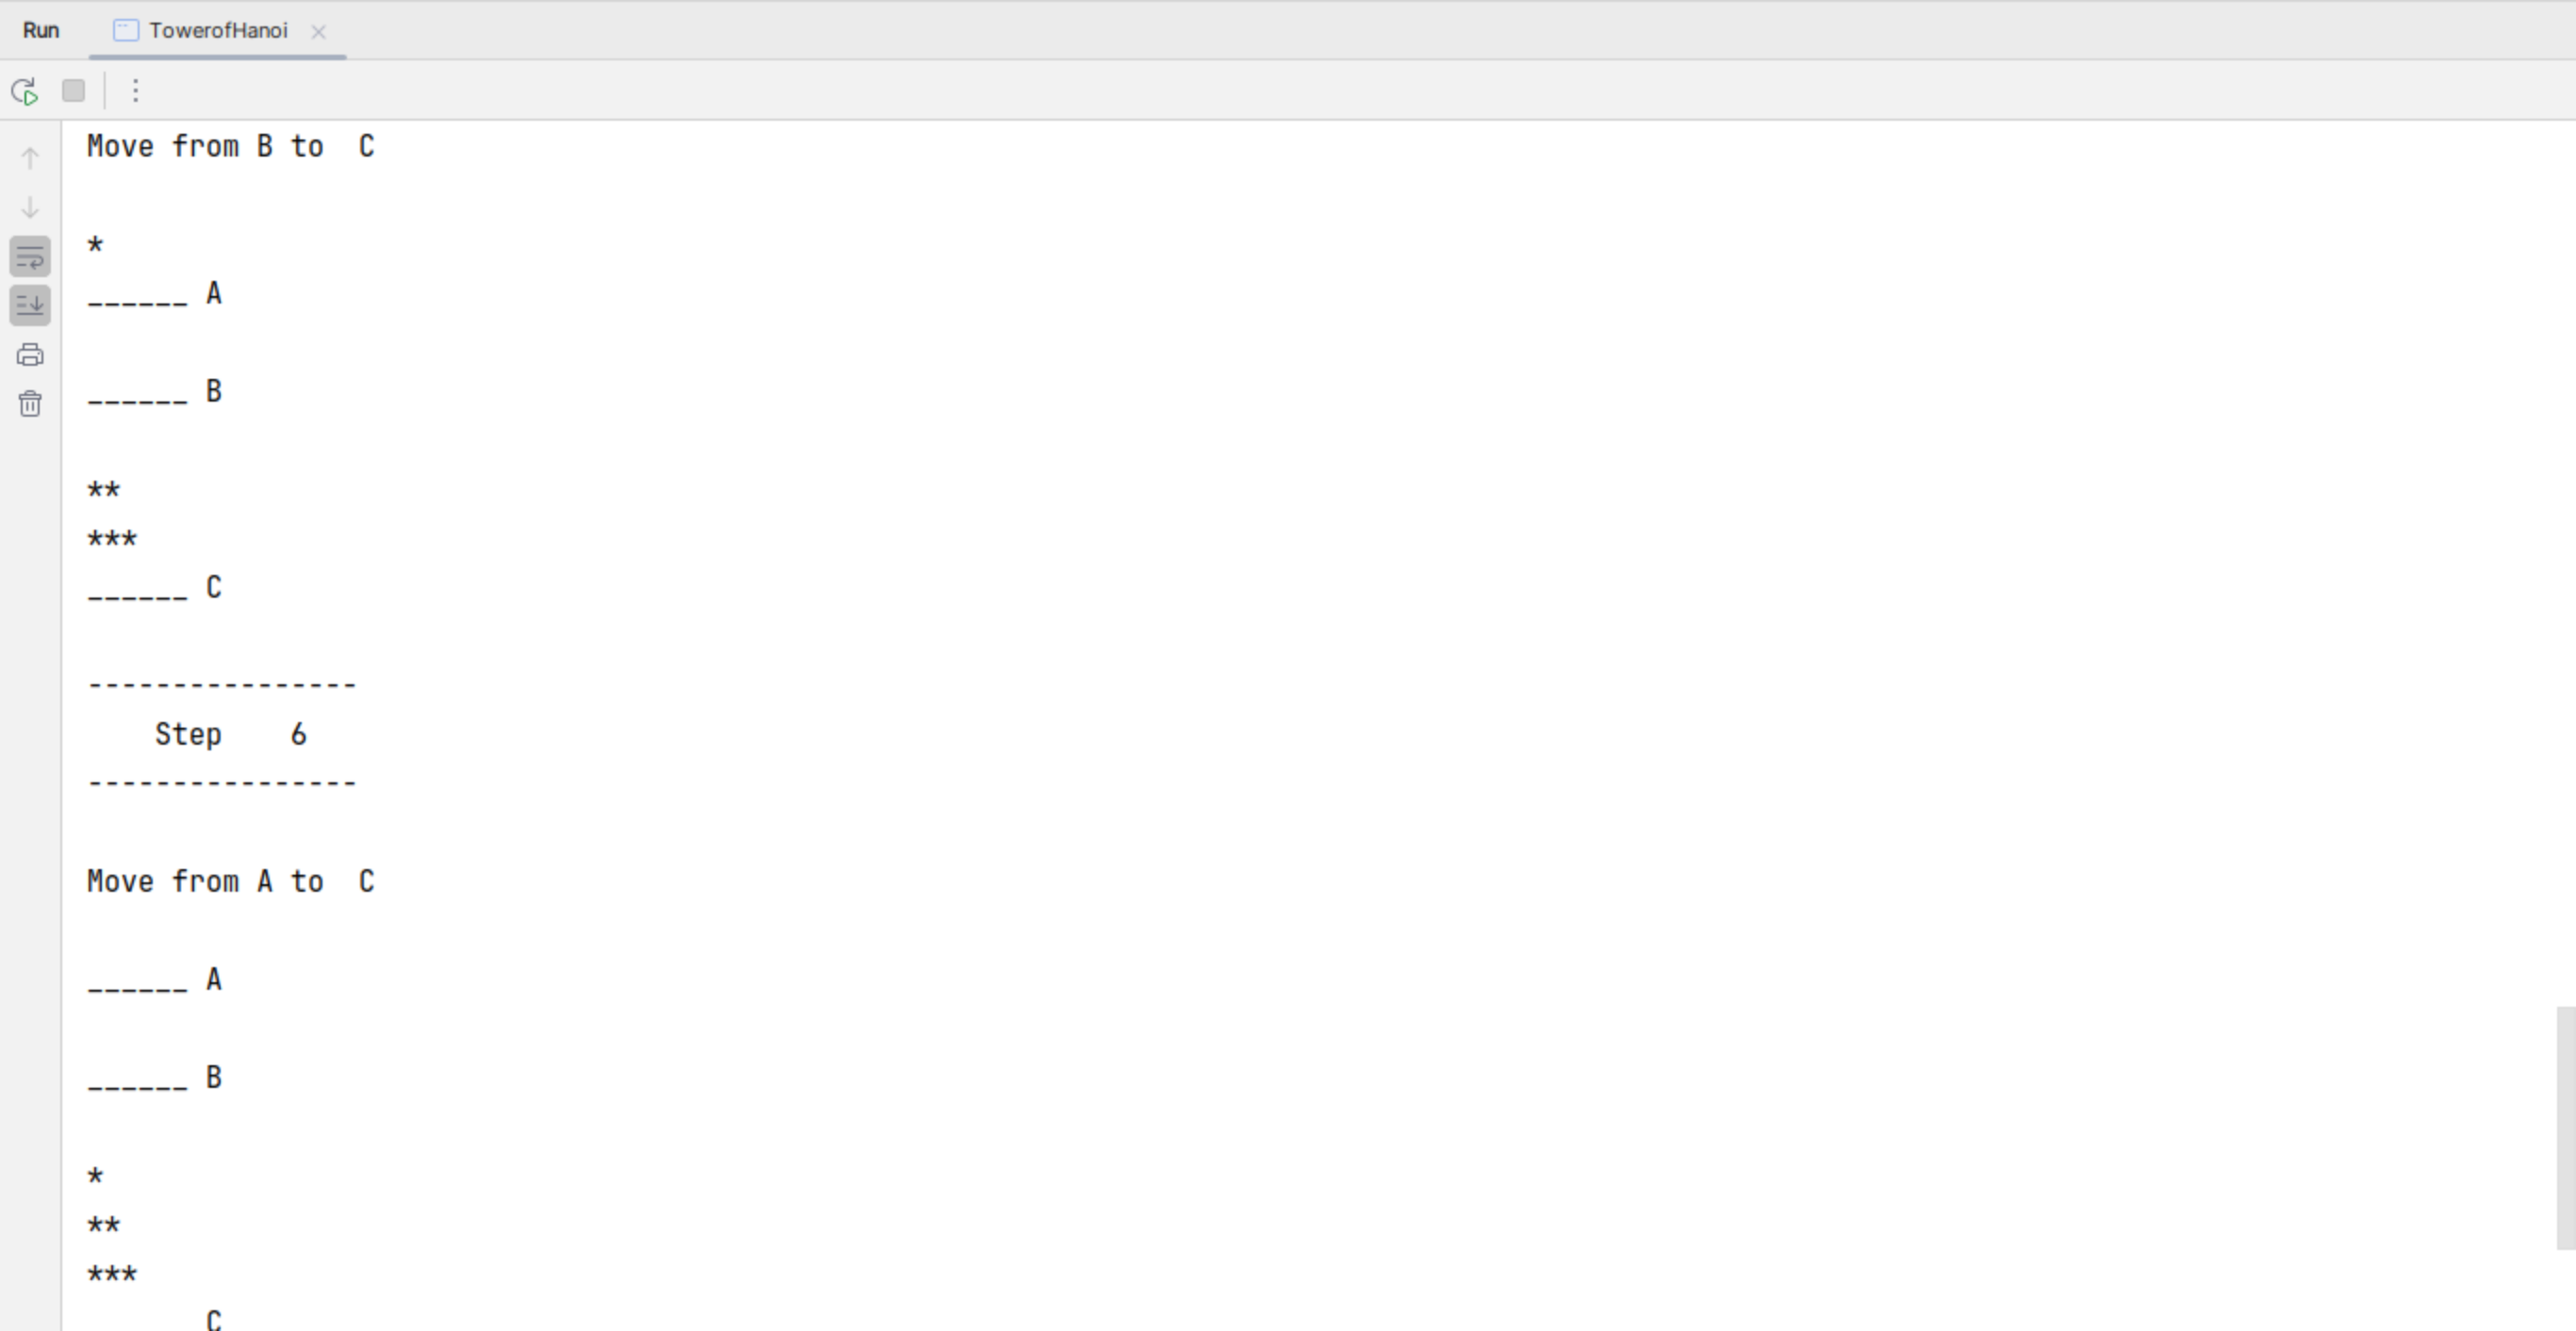 Run TowerofHanoi
Move from B to  C
*
______ A
______ B
**
***
______ C
----------------
    Step    6
----------------
Move from A to  C
______ A
______ B
*
**
***
C